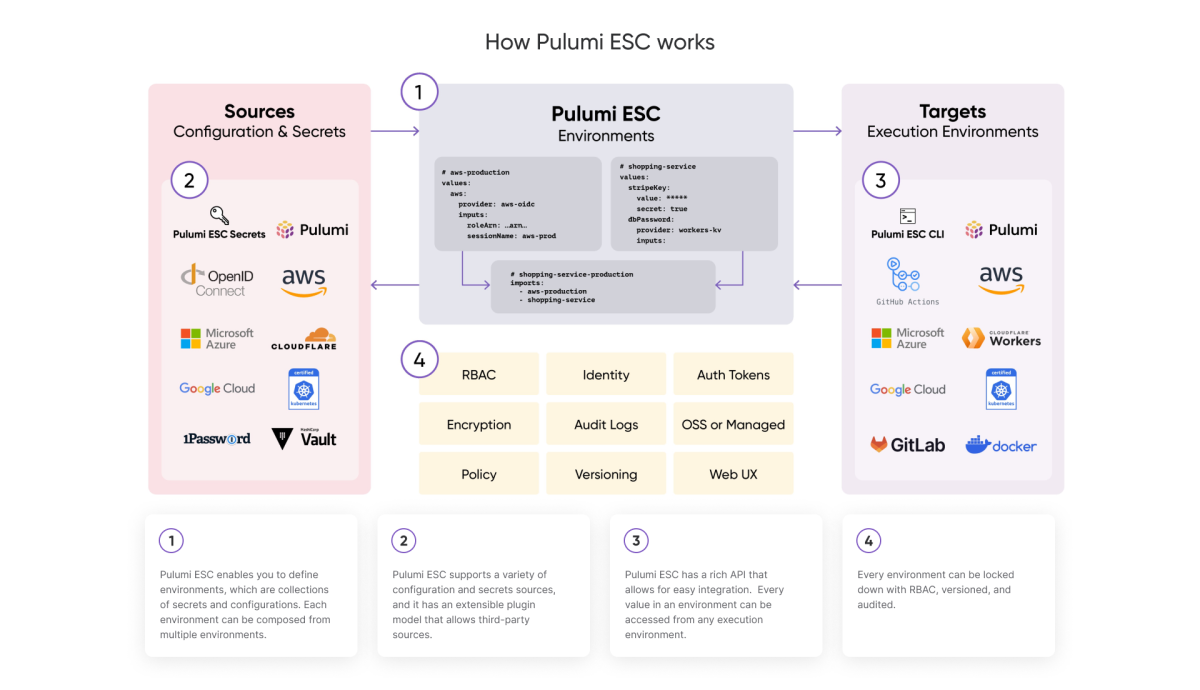 How Pulumi ESC works
Sources
Configuration & Secrets
2
Pulumi ESC Secrets
Pulumi
OpenID
Connect
aws
Microsoft
Azure
CLOUDFLARE
Google Cloud
certified
kubernetes
1Password
HashiCorp
Vault
1
Pulumi ESC
Environments
# aws-production
values:
aws:
provider: aws-oidc
inputs:
roleArn: …arn…
sessionName: aws-prod
# shopping-service
values:
stripeKey:
value: *****
secret: true
dbPassword:
provider: workers-kv
inputs:
# shopping-service-production
imports:
- aws-production
- shopping-service
4
RBAC
Identity
Auth Tokens
Encryption
Audit Logs
OSS or Managed
Policy
Versioning
Web UX
Targets
Execution Environments
3
Pulumi ESC CLI
Pulumi
GitHub Actions
aws
Microsoft
Azure
CLOUDFLARE
Workers
Google Cloud
certified
kubernetes
GitLab
docker
1
Pulumi ESC enables you to define
environments, which are collections
of secrets and configurations. Each
environment can be composed from
multiple environments.
2
Pulumi ESC supports a variety of
configuration and secrets sources,
and it has an extensible plugin
model that allows third-party
sources.
3
Pulumi ESC has a rich API that
allows for easy integration.  Every
value in an environment can be
accessed from any execution
environment.
4
Every environment can be locked
down with RBAC, versioned, and
audited.